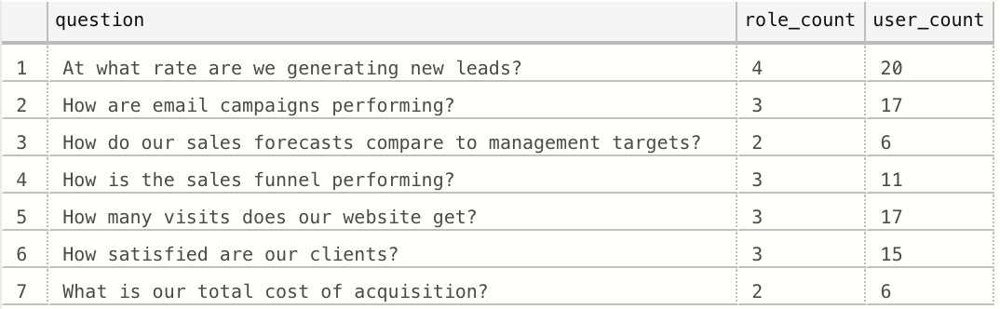 question role_count user_count
1 At what rate are we generating new leads? 4 20
2 How are email campaigns performing? 3 17
3 How do our sales forecasts compare to management targets? 2 6
4 How is the sales funnel performing? 3 11
5 How many visits does our website get? 3 17
6 How satisfied are our clients? 3 15
7 What is our total cost of acquisition? 2 6